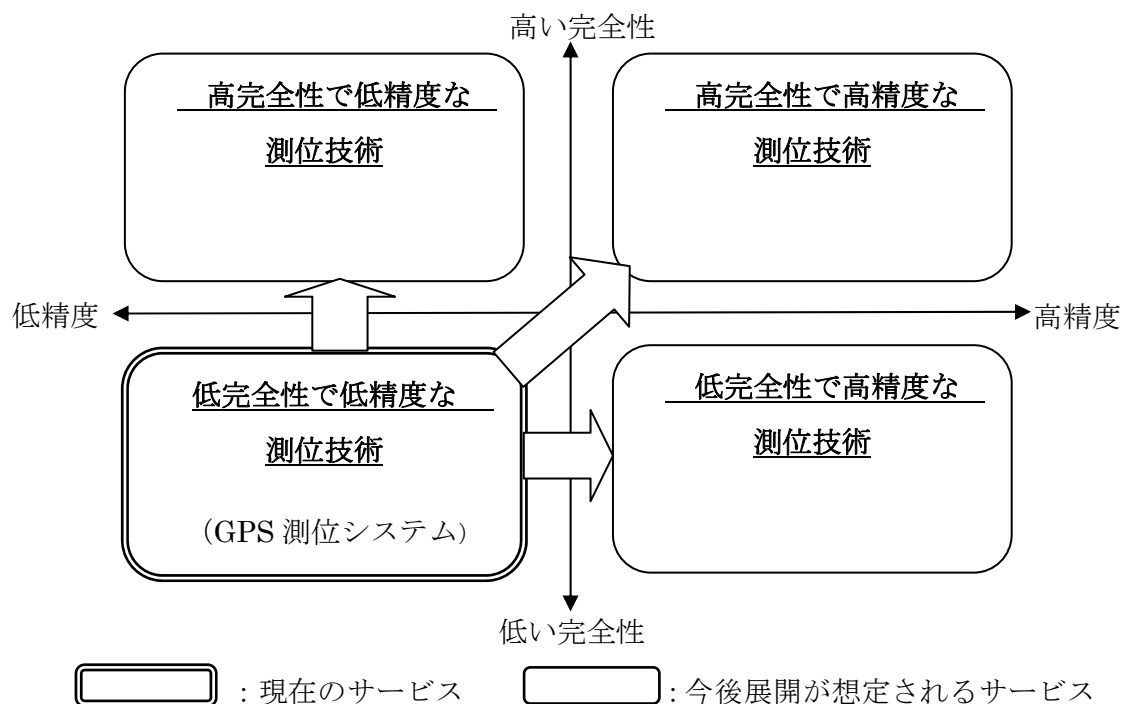 高い完全性
高完全性で低精度な
測位技術
高完全性で高精度な
測位技術
低精度
高精度
低完全性で低精度な
測位技術
（GPS 測位システム）
低完全性で高精度な
測位技術
低い完全性
：現在のサービス
：今後展開が想定されるサービス